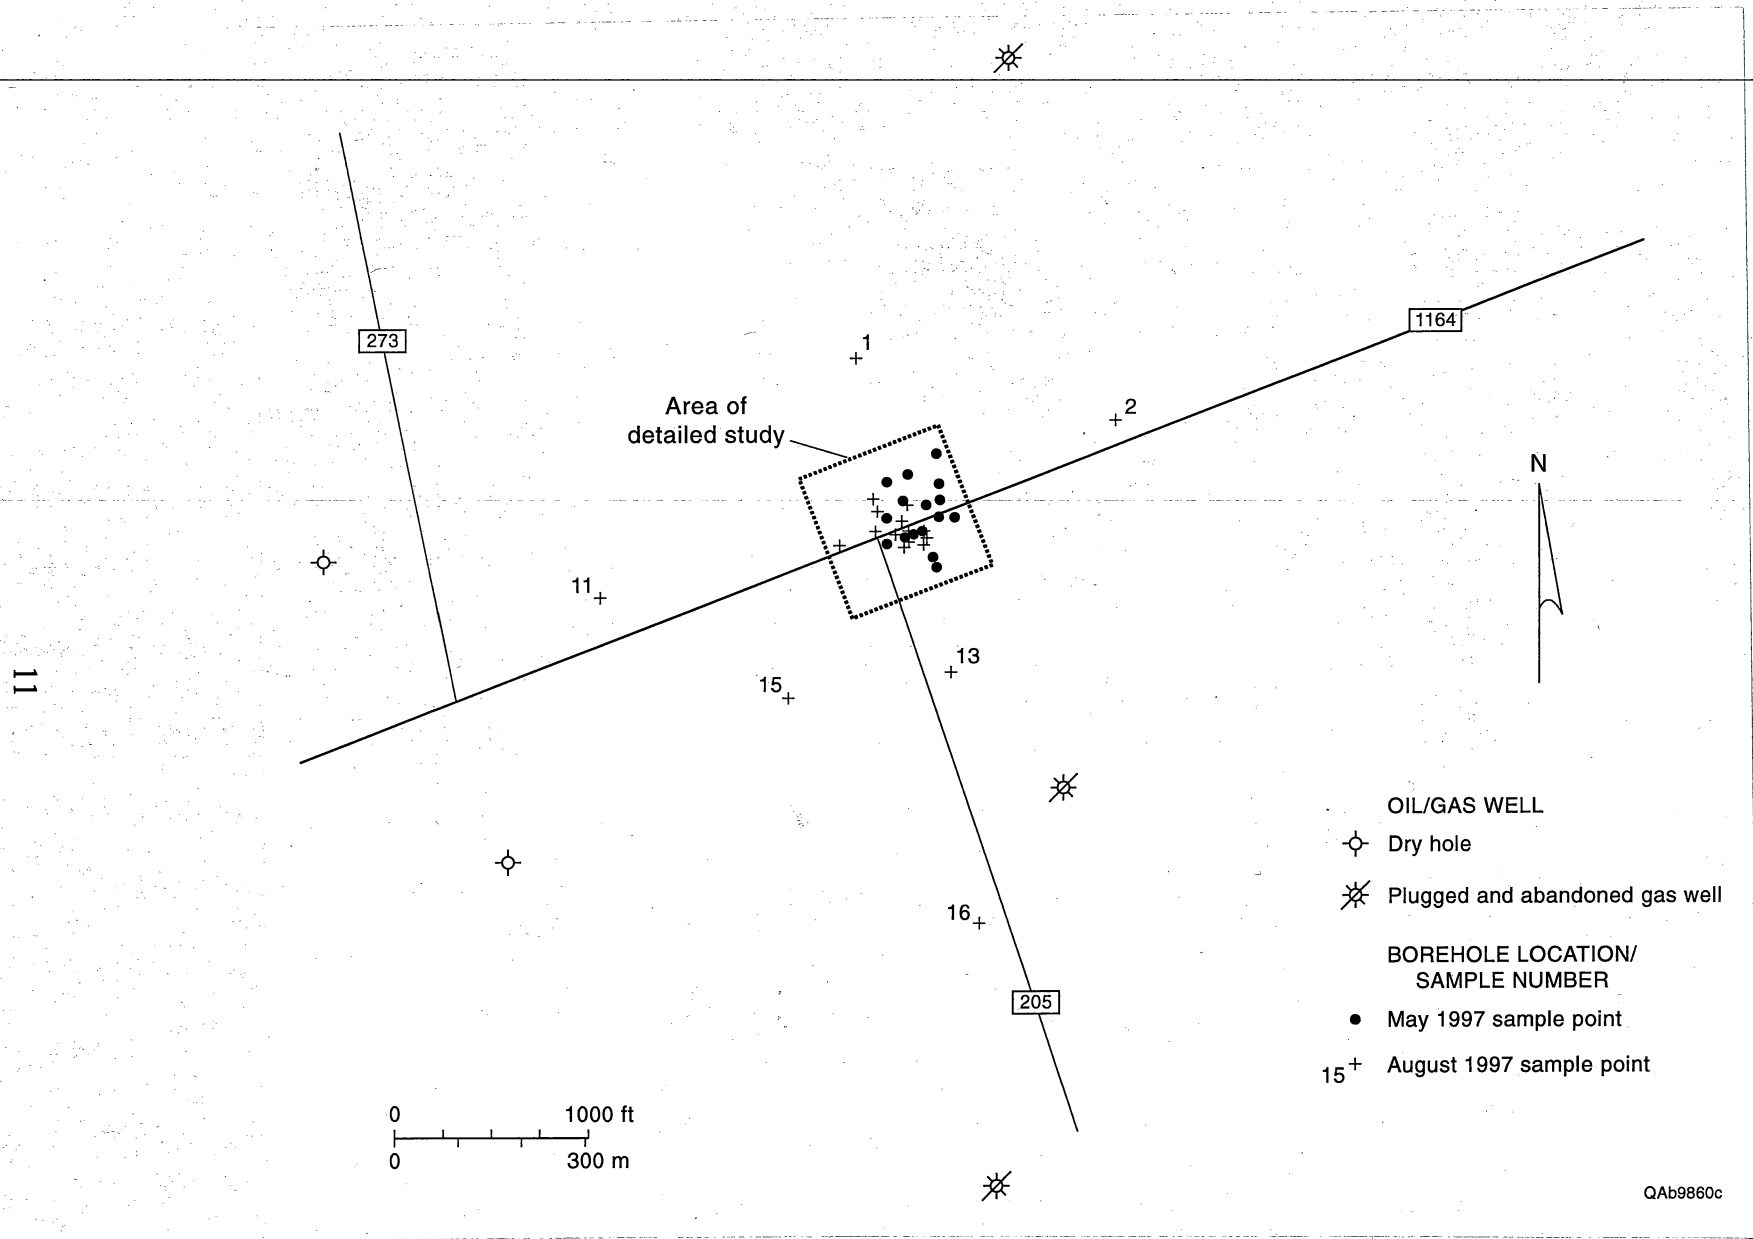 273
1164
1
Area of
detailed study
2
N
11
13
15
11
16
205
OIL/GAS WELL
Dry hole
Plugged and abandoned gas well
BOREHOLE LOCATION/
SAMPLE NUMBER
May 1997 sample point
15 August 1997 sample point
0 1000 ft
0 300 m
QAb9860c